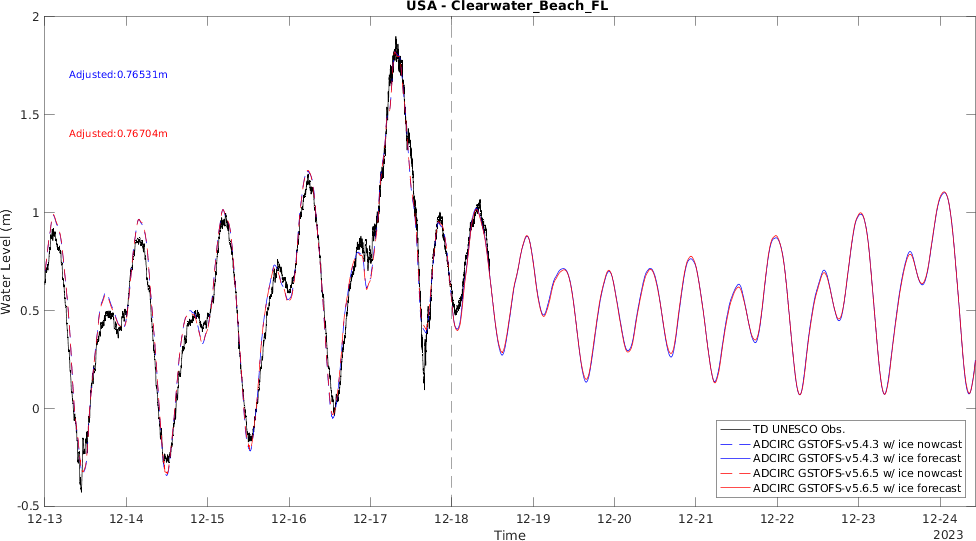 USA - Clearwater_Beach_FL
2
1.5
1
0.5
0
-0.5
Water Level (m)
Adjusted:0.76531m
Adjusted:0.76704m
TD UNESCO Obs.
ADCIRC GSTOFS-v5.4.3 w/ ice nowcast
ADCIRC GSTOFS-v5.4.3 w/ ice forecast
ADCIRC GSTOFS-v5.6.5 w/ ice nowcast
ADCIRC GSTOFS-v5.6.5 w/ ice forecast
12-13 12-14 12-15 12-16 12-17 12-18 12-19 12-20 12-21 12-22 12-23 12-24
Time
2023